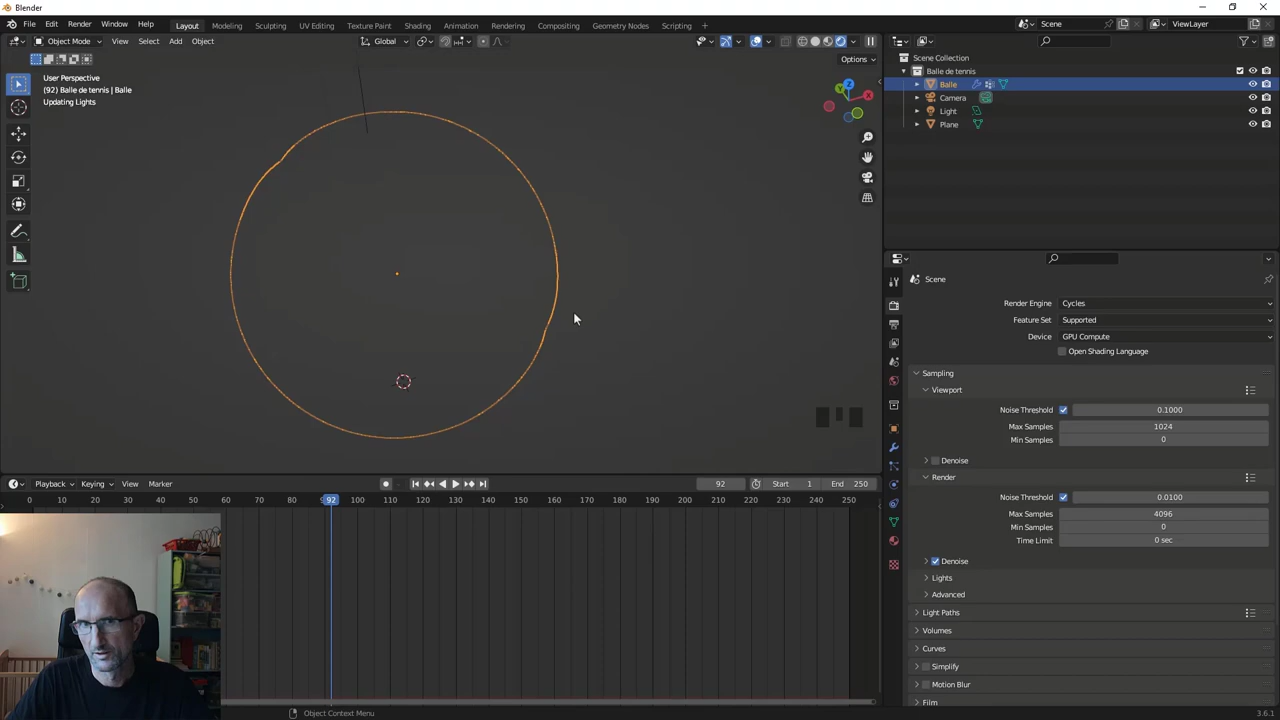 Blender
File Edit Render Window Help Layout Modeling Sculpting UV Editing Texture Paint Shading Animation Rendering Compositing Geometry Nodes Scripting + Scene ViewLayer
Object Mode View Select Add Object Global
Options
User Perspective
(92) Balle de tennis | Balle
Updating Lights
Z
Y
X
Scene Collection
Balle de tennis
Balle
Camera
Light
Plane
Scene
Render Engine Cycles
Feature Set Supported
Device GPU Compute
Open Shading Language
Sampling
Viewport
Noise Threshold 0.1000
Max Samples 1024
Min Samples 0
Denoise
Render
Noise Threshold 0.0100
Max Samples 4096
Min Samples 0
Time Limit 0 sec
Denoise
Lights
Advanced
Light Paths
Volumes
Curves
Simplify
Motion Blur
Film
Playback Keying View Marker 92 Start 1 End 250
0 10 20 30 40 50 60 70 80 92 100 110 120 130 140 150 160 170 180 190 200 210 220 230 240 250
Object Context Menu
3.6.1